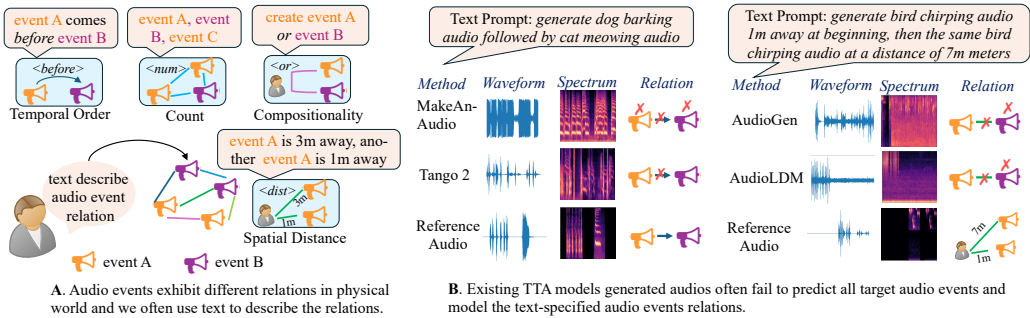 event A comes
before event B
<before>
Temporal Order
event A, event
B, event C
<num>
Count
create event A
or event B
<or>
Compositionality
text describe
audio event
relation
event A is 3m away, ano-
ther event A is 1m away
<dist>
3m
1m
Spatial Distance
event A
event B
A. Audio events exhibit different relations in physical
world and we often use text to describe the relations.
Text Prompt: generate dog barking
audio followed by cat meowing audio
Method Waveform Spectrum Relation
MakeAn-
Audio
Tango 2
Reference
Audio
Text Prompt: generate bird chirping audio
1m away at beginning, then the same bird
chirping audio at a distance of 7m meters
Method Waveform Spectrum Relation
AudioGen
AudioLDM
Reference
Audio
7m
1m
B. Existing TTA models generated audios often fail to predict all target audio events and
model the text-specified audio events relations.